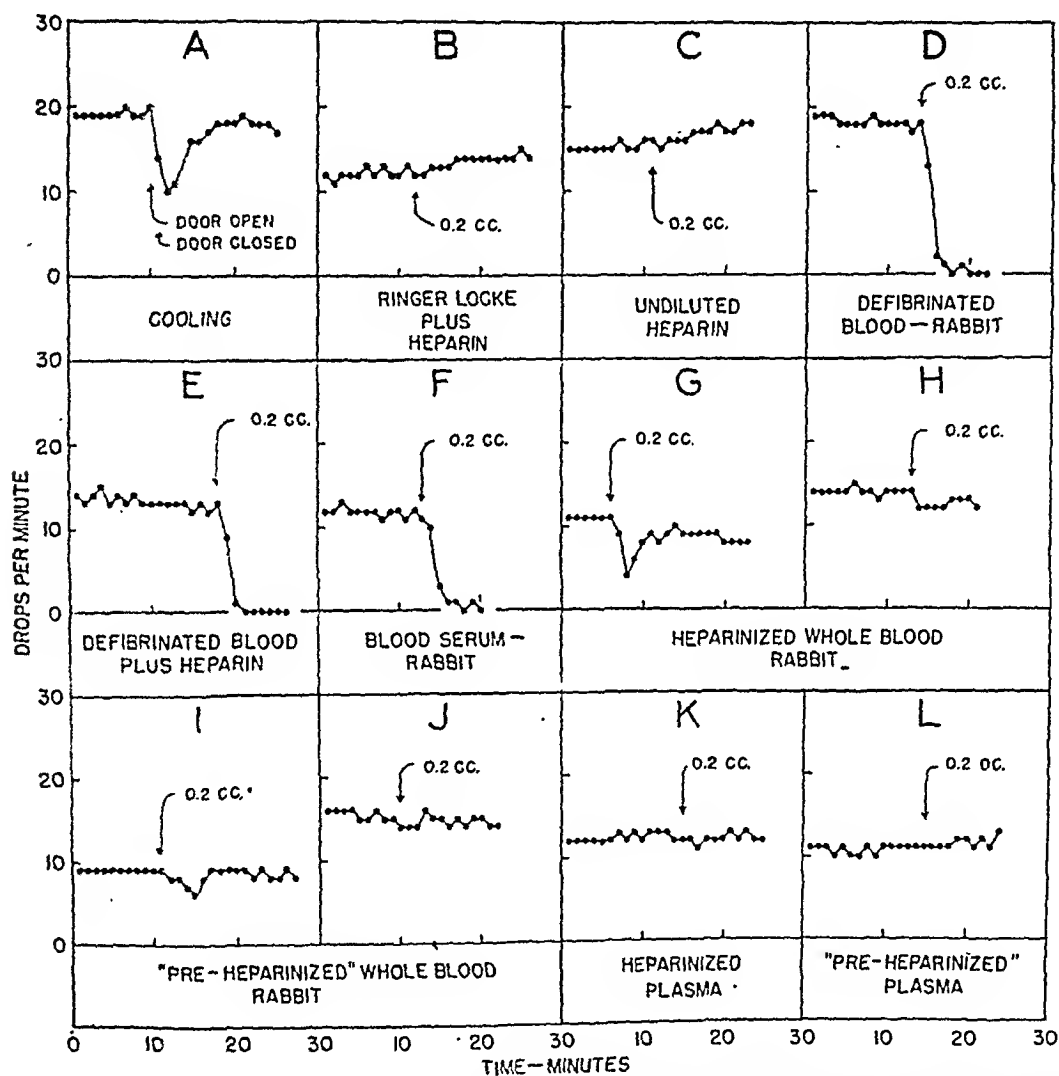 30
A
B
C
D
20
10
0
0.2 CC.
DOOR OPEN
DOOR CLOSED
0.2 CC.
0.2 CC.
COOLING
RINGER LOCKE
PLUS
HEPARIN
UNDILUTED
HEPARIN
DEFIBRINATED
BLOOD—RABBIT
DROPS PER MINUTE
30
E
F
G
H
20
10
0
0.2 CC.
0.2 CC.
0.2 CC.
0.2 CC.
DEFIBRINATED BLOOD
PLUS HEPARIN
BLOOD SERUM—
RABBIT
HEPARINIZED WHOLE BLOOD
RABBIT
30
I
J
K
L
20
10
0
0.2 CC.
0.2 CC.
0.2 CC.
0.2 OC.
"PRE-HEPARINIZED" WHOLE BLOOD
RABBIT
HEPARINIZED
PLASMA
"PRE-HEPARINIZED"
PLASMA
0 10 20 30 10 20 30 10 20 30 10 20 30
TIME—MINUTES